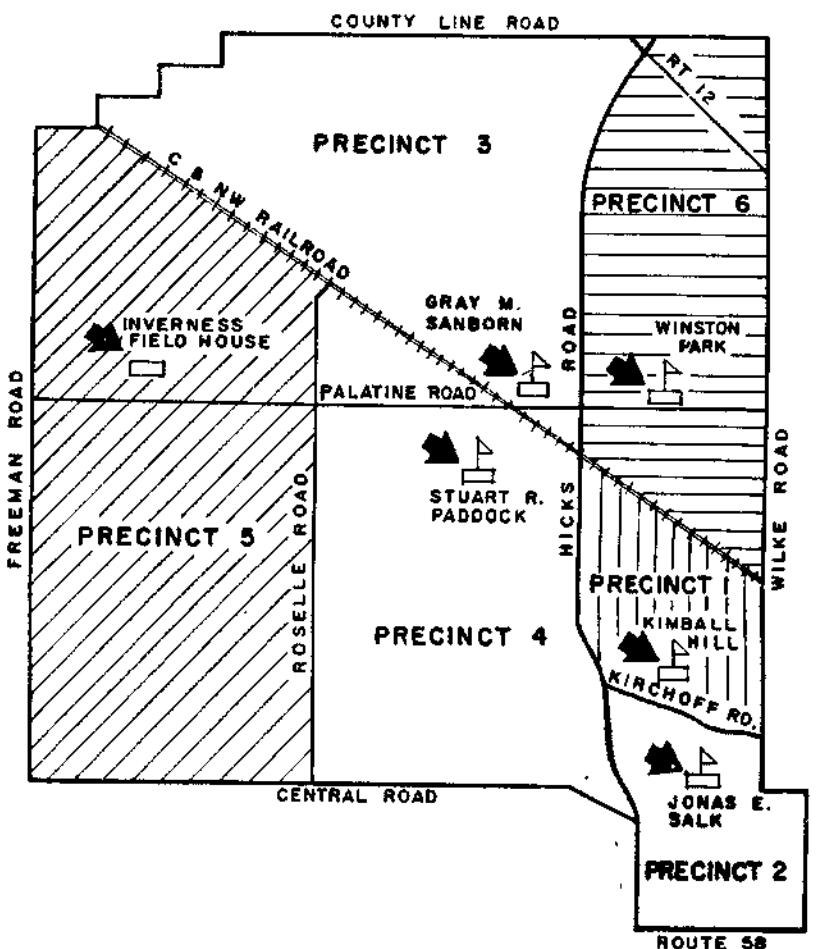 COUNTY LINE ROAD
RT 12
PRECINCT 3
C & NW RAILROAD
PRECINCT 6
GRAY M.
SANBORN
INVERNESS
FIELD HOUSE
WINSTON
PARK
HICKS ROAD
PALATINE ROAD
FREEMAN ROAD
STUART R.
PADDOCK
ROSELLE ROAD
WILKE ROAD
PRECINCT 5
PRECINCT
PRECINCT 4
KIMBALL
HILL
KIRCHOFF RD.
CENTRAL ROAD
JONAS E.
SALK
PRECINCT 2
ROUTE 58